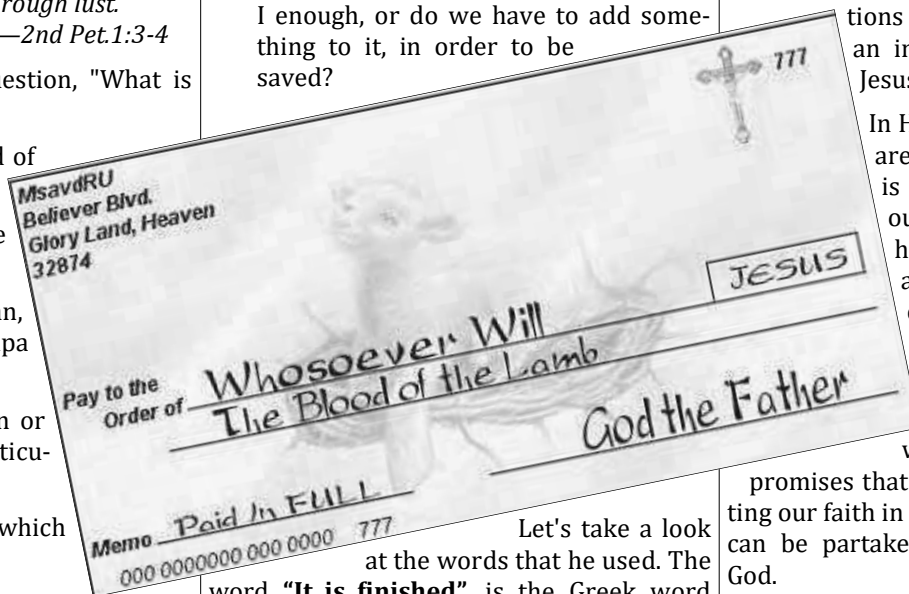 rough lust.
—2nd Pet.1:3-4
uestion, "What is
l of
e
an,
pa
n or
ticu-
which
I enough, or do we have to add some-
thing to it, in order to be
saved?
777
MsavdRU
Believer Blvd.
Glory Land, Heaven
32874
JESUS
Pay to the
Order of
Whosoever Will
The Blood of the Lamb
God the Father
Memo Paid In FULL
000 0000000 000 0000 777
Let's take a look
at the words that he used. The
word "It is finished", is the Greek word
tions
an in
Jesus
In H
are
is
ou
h
a
promises that
ting our faith in
can be partake
God.